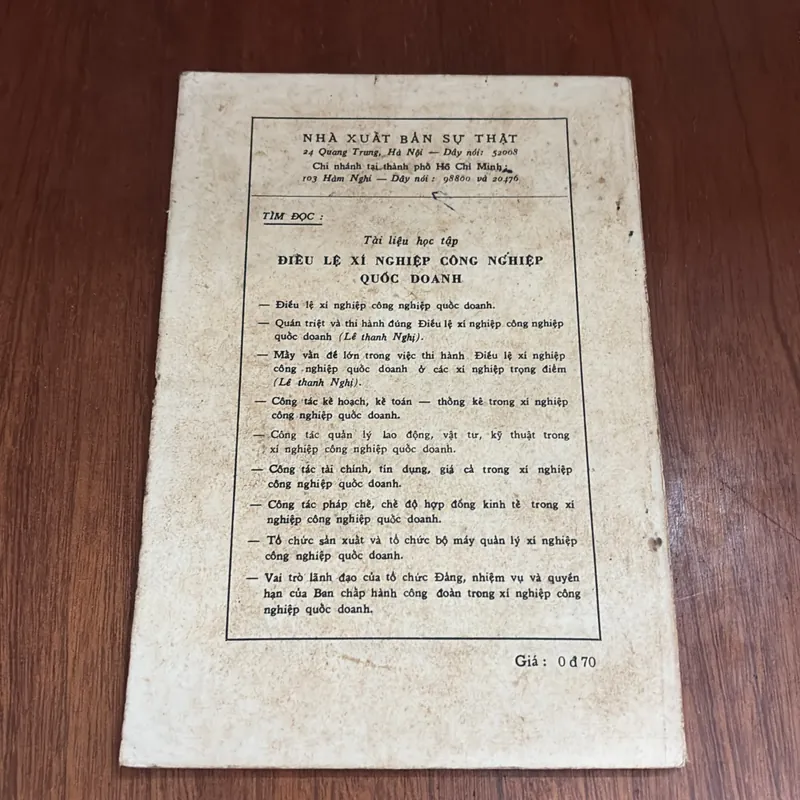 NHÀ XUẤT BẢN SỰ THẬT
24 Quang Trung, Hà Nội — Dây nói: 52008
Chi nhánh tại thành phố Hồ Chí Minh
103 Hàm Nghi — Dây nói : 98860 và 20476
TÌM ĐỌC :
Tài liệu học tập
ĐIỀU LỆ XÍ NGHIỆP CÔNG NGHIỆP
QUỐC DOANH
— Điều lệ xí nghiệp công nghiệp quốc doanh.
— Quán triệt và thi hành đúng Điều lệ xí nghiệp công nghiệp
quốc doanh (Lê thanh Nghị).
— Mấy vấn đề lớn trong việc thi hành Điều lệ xí nghiệp
công nghiệp quốc doanh ở các xí nghiệp trọng điểm
(Lê thanh Nghị).
— Công tác kế hoạch, kế toán — thống kê trong xí nghiệp
công nghiệp quốc doanh.
— Công tác quản lý lao động, vật tư, kỹ thuật trong
xí nghiệp công nghiệp quốc doanh.
— Công tác tài chính, tín dụng, giá cả trong xí nghiệp
công nghiệp quốc doanh.
— Công tác pháp chế, chế độ hợp đồng kinh tế trong xí
nghiệp công nghiệp quốc doanh.
— Tổ chức sản xuất và tổ chức bộ máy quản lý xí nghiệp
công nghiệp quốc doanh.
— Vai trò lãnh đạo của tổ chức Đảng, nhiệm vụ và quyền
hạn của Ban chấp hành công đoàn trong xí nghiệp công
nghiệp quốc doanh.
Giá : 0 đ 70